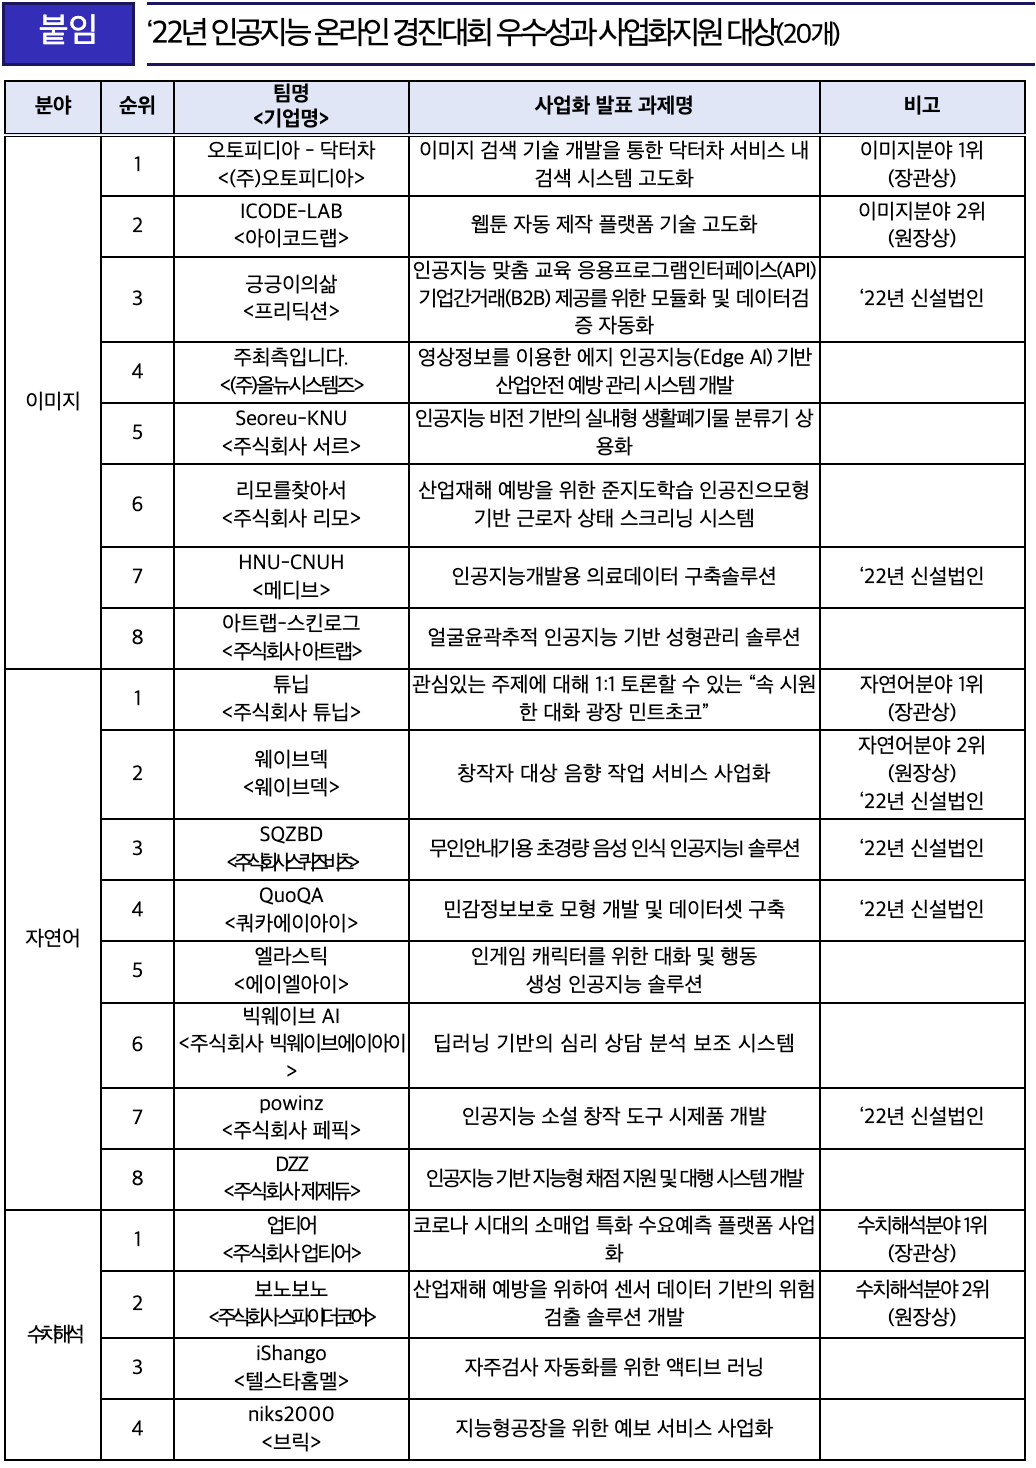 붙임
‘22년 인공지능 온라인 경진대회 우수성과 사업화지원 대상(20개)
분야
순위
팀명
<기업명>
사업화 발표 과제명
비고
이미지
1
오토피디아 - 닥터차
<(주)오토피디아>
이미지 검색 기술 개발을 통한 닥터차 서비스 내
검색 시스템 고도화
이미지분야 1위
(장관상)
2
ICODE-LAB
<아이코드랩>
웹툰 자동 제작 플랫폼 기술 고도화
이미지분야 2위
(원장상)
3
긍긍이의삶
<프리딕션>
인공지능 맞춤 교육 응용프로그램인터페이스(API)
기업간거래(B2B) 제공를 위한 모듈화 및 데이터검
증 자동화
‘22년 신설법인
4
주최측입니다.
<(주)올뉴시스템즈>
영상정보를 이용한 에지 인공지능(Edge AI) 기반
산업안전 예방 관리 시스템 개발
5
Seoreu-KNU
<주식회사 서르>
인공지능 비전 기반의 실내형 생활폐기물 분류기 상
용화
6
리모를찾아서
<주식회사 리모>
산업재해 예방을 위한 준지도학습 인공진으모형
기반 근로자 상태 스크리닝 시스템
7
HNU-CNUH
<메디브>
인공지능개발용 의료데이터 구축솔루션
‘22년 신설법인
8
아트랩-스킨로그
<주식회사 아트랩>
얼굴윤곽추적 인공지능 기반 성형관리 솔루션
자연어
1
튜닙
<주식회사 튜닙>
관심있는 주제에 대해 1:1 토론할 수 있는 “속 시원
한 대화 광장 민트초코”
자연어분야 1위
(장관상)
2
웨이브덱
<웨이브덱>
창작자 대상 음향 작업 서비스 사업화
자연어분야 2위
(원장상)
‘22년 신설법인
3
SQZBD
<주식회사 스퀴즈비츠>
무인안내기용 초경량 음성 인식 인공지능I 솔루션
‘22년 신설법인
4
QuoQA
<쿼카에이아이>
민감정보보호 모형 개발 및 데이터셋 구축
‘22년 신설법인
5
엘라스틱
<에이엘아이>
인게임 캐릭터를 위한 대화 및 행동
생성 인공지능 솔루션
6
빅웨이브 AI
<주식회사 빅웨이브에이아이
>
딥러닝 기반의 심리 상담 분석 보조 시스템
7
powinz
<주식회사 페픽>
인공지능 소설 창작 도구 시제품 개발
‘22년 신설법인
8
DZZ
<주식회사 제제듀>
인공지능 기반 지능형 채점 지원 및 대행 시스템 개발
수치해석
1
업티어
<주식회사 업티어>
코로나 시대의 소매업 특화 수요예측 플랫폼 사업
화
수치해석분야 1위
(장관상)
2
보노보노
<주식회사 스파이더코어>
산업재해 예방을 위하여 센서 데이터 기반의 위험
검출 솔루션 개발
수치해석분야 2위
(원장상)
3
iShango
<텔스타홈멜>
자주검사 자동화를 위한 액티브 러닝
4
niks2000
<브릭>
지능형공장을 위한 예보 서비스 사업화